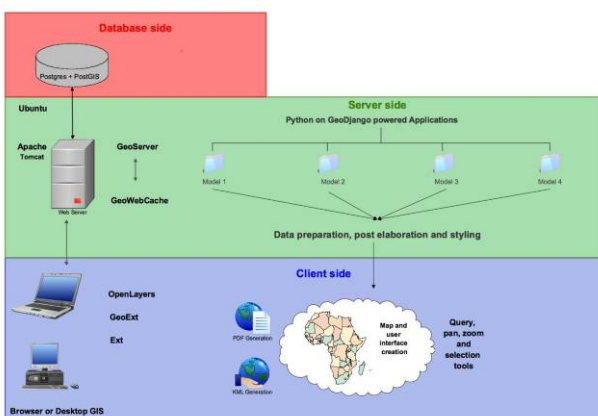 Database side
Postgres + PostGIS
Ubuntu
Server side
Python on GeoDjango powered Applications
Apache
Tomcat
GeoServer
GeoWebCache
Web Server
Model 1
Model 2
Model 3
Model 4
Data preparation, post elaboration and styling
Client side
OpenLayers
GeoExt
Ext
PDF Generation
KML Generation
Map and
user
interface
creation
Query,
pan, zoom
and
selection
tools
Browser or Desktop GIS